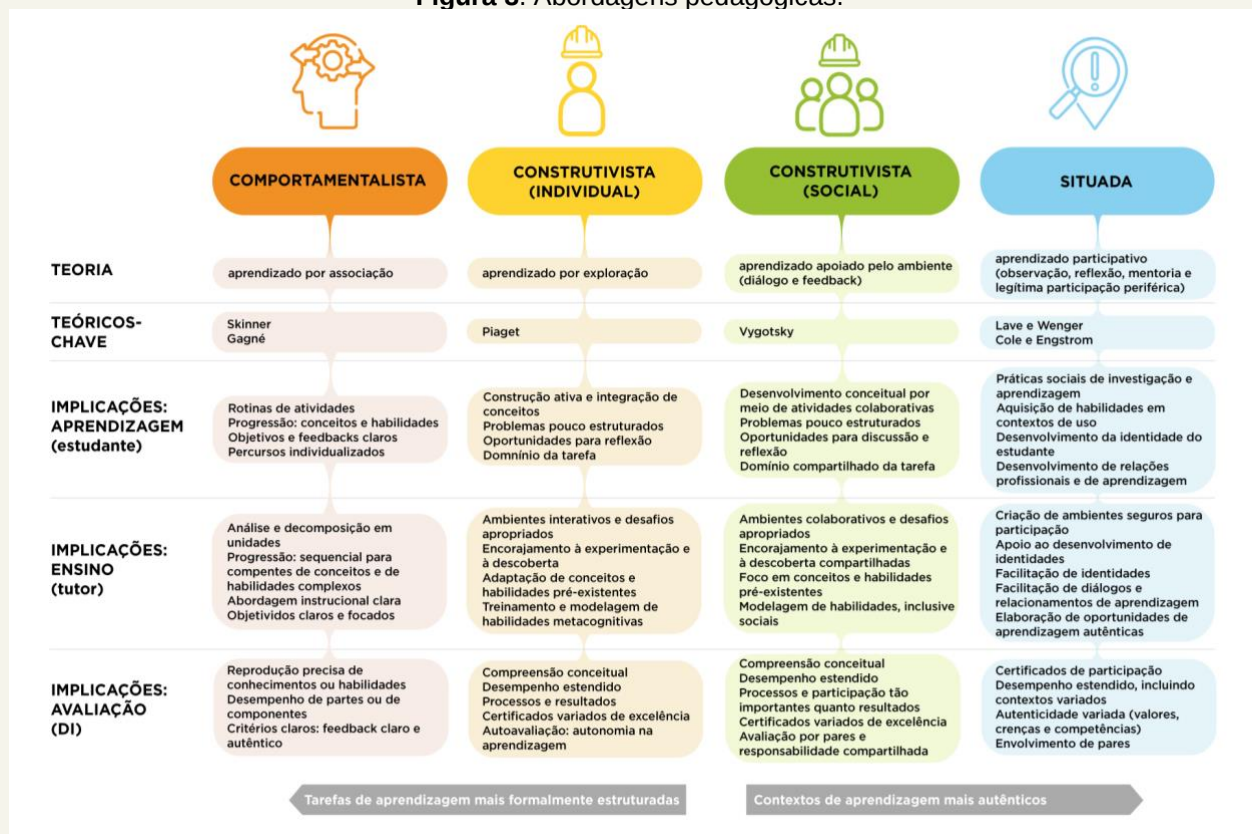 Figura 3. Abordagens pedagógicas.
COMPORTAMENTALISTA
CONSTRUTIVISTA
(INDIVIDUAL)
CONSTRUTIVISTA
(SOCIAL)
SITUADA
TEORIA
aprendizado por associação
aprendizado por exploração
aprendizado apoiado pelo ambiente
(diálogo e feedback)
aprendizado participativo
(observação, reflexão, mentoria e
legítima participação periférica)
TEÓRICOS-
CHAVE
Skinner
Gagné
Piaget
Vygotsky
Lave e Wenger
Cole e Engstrom
IMPLICAÇÕES:
APRENDIZAGEM
(estudante)
Rotinas de atividades
Progressão: conceitos e habilidades
Objetivos e feedbacks claros
Percursos individualizados
Construção ativa e integração de
conceitos
Problemas pouco estruturados
Oportunidades para reflexão
Domnínio da tarefa
Desenvolvimento conceitual por
meio de atividades colaborativas
Problemas pouco estruturados
Oportunidades para discussão e
reflexão
Domínio compartilhado da tarefa
Práticas sociais de investigação e
aprendizagem
Aquisição de habilidades em
contextos de uso
Desenvolvimento da identidade do
estudante
Desenvolvimento de relações
profissionais e de aprendizagem
IMPLICAÇÕES:
ENSINO
(tutor)
Análise e decomposição em
unidades
Progressão: sequencial para
compentes de conceitos e de
habilidades complexos
Abordagem instrucional clara
Objetividos claros e focados
Ambientes interativos e desafios
apropriados
Encorajamento à experimentação e
à descoberta
Adaptação de conceitos e
habilidades pré-existentes
Treinamento e modelagem de
habilidades metacognitivas
Ambientes colaborativos e desafios
apropriados
Encorajamento à experimentação e
à descoberta compartilhadas
Foco em conceitos e habilidades
pré-existentes
Modelagem de habilidades, inclusive
sociais
Criação de ambientes seguros para
participação
Apoio ao desenvolvimento de
identidades
Facilitação de identidades
Facilitação de diálogos e
relacionamentos de aprendizagem
Elaboração de oportunidades de
aprendizagem autênticas
IMPLICAÇÕES:
AVALIAÇÃO
(DI)
Reprodução precisa de
conhecimentos ou habilidades
Desempenho de partes ou de
componentes
Critérios claros: feedback claro e
autêntico
Compreensão conceitual
Desempenho estendido
Processos e resultados
Certificados variados de excelência
Autoavaliação: autonomia na
aprendizagem
Compreensão conceitual
Desempenho estendido
Processos e participação tão
importantes quanto resultados
Certificados variados de excelência
Avaliação por pares e
responsabilidade compartilhada
Certificados de participação
Desempenho estendido, incluindo
contextos variados
Autenticidade variada (valores,
crenças e competências)
Envolvimento de pares
Tarefas de aprendizagem mais formalmente estruturadas
Contextos de aprendizagem mais autênticos